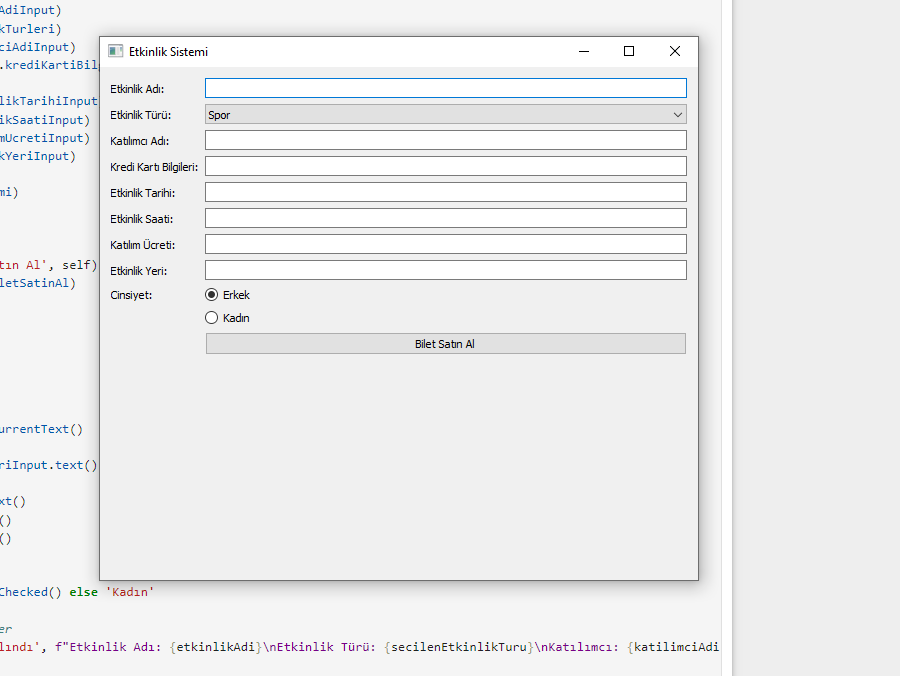 AdiInput)
kTurleri)
ciAdiInput)
.krediKartiBilg
likTarihiInput
ikSaatiInput)
mUcretiInput)
kYeriInput)
mi)
tın Al', self)
letSatinAl)
urrentText()
riInput.text()
xt()
()
()
Checked() else 'Kadın'
er
lındı', f"Etkinlik Adı: {etkinlikAdi}\nEtkinlik Türü: {secilenEtkinlikTuru}\nKatılımcı: {katilimciAdi
Etkinlik Sistemi
Etkinlik Adı:
Etkinlik Türü: Spor
Katılımcı Adı:
Kredi Kartı Bilgileri:
Etkinlik Tarihi:
Etkinlik Saati:
Katılım Ücreti:
Etkinlik Yeri:
Cinsiyet: Erkek
Kadın
Bilet Satın Al